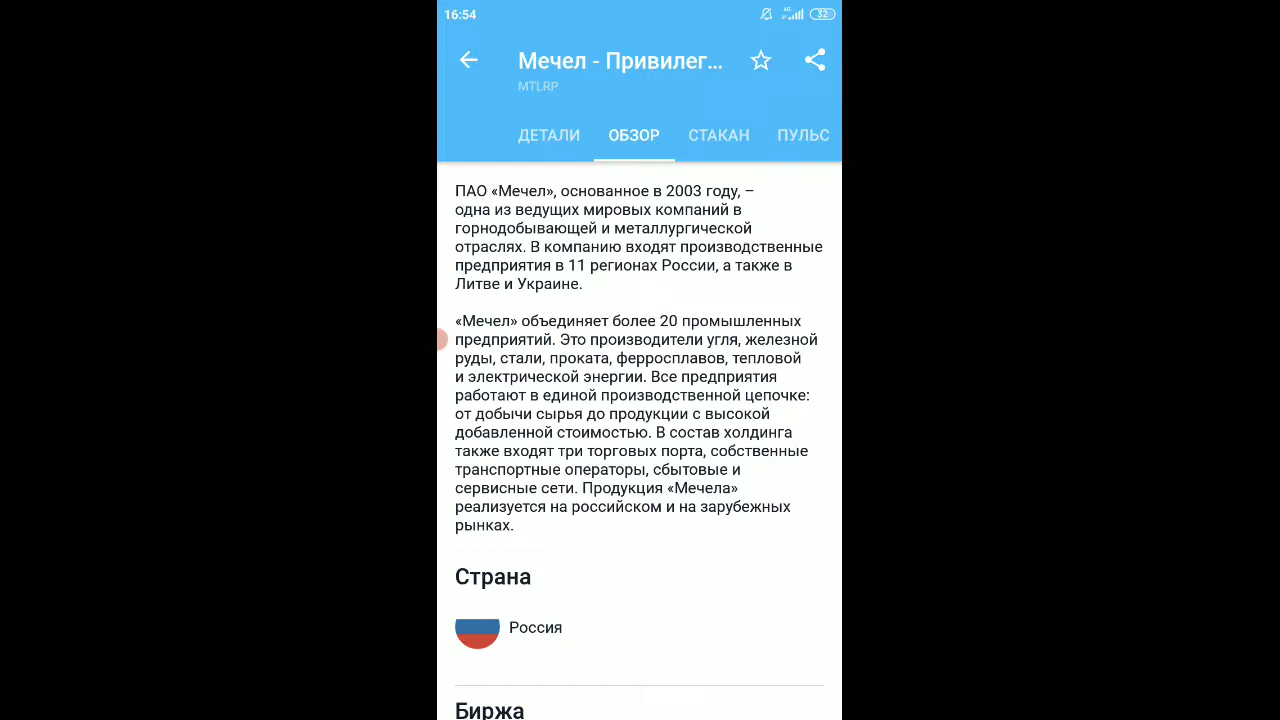 16:54
4G
32
Мечел - Привилег...
MTLRP
ДЕТАЛИ ОБЗОР СТАКАН ПУЛЬС
ПАО «Мечел», основанное в 2003 году, –
одна из ведущих мировых компаний в
горнодобывающей и металлургической
отраслях. В компанию входят производственные
предприятия в 11 регионах России, а также в
Литве и Украине.
«Мечел» объединяет более 20 промышленных
предприятий. Это производители угля, железной
руды, стали, проката, ферросплавов, тепловой
и электрической энергии. Все предприятия
работают в единой производственной цепочке:
от добычи сырья до продукции с высокой
добавленной стоимостью. В состав холдинга
также входят три торговых порта, собственные
транспортные операторы, сбытовые и
сервисные сети. Продукция «Мечела»
реализуется на российском и на зарубежных
рынках.
Страна
Россия
Биржа